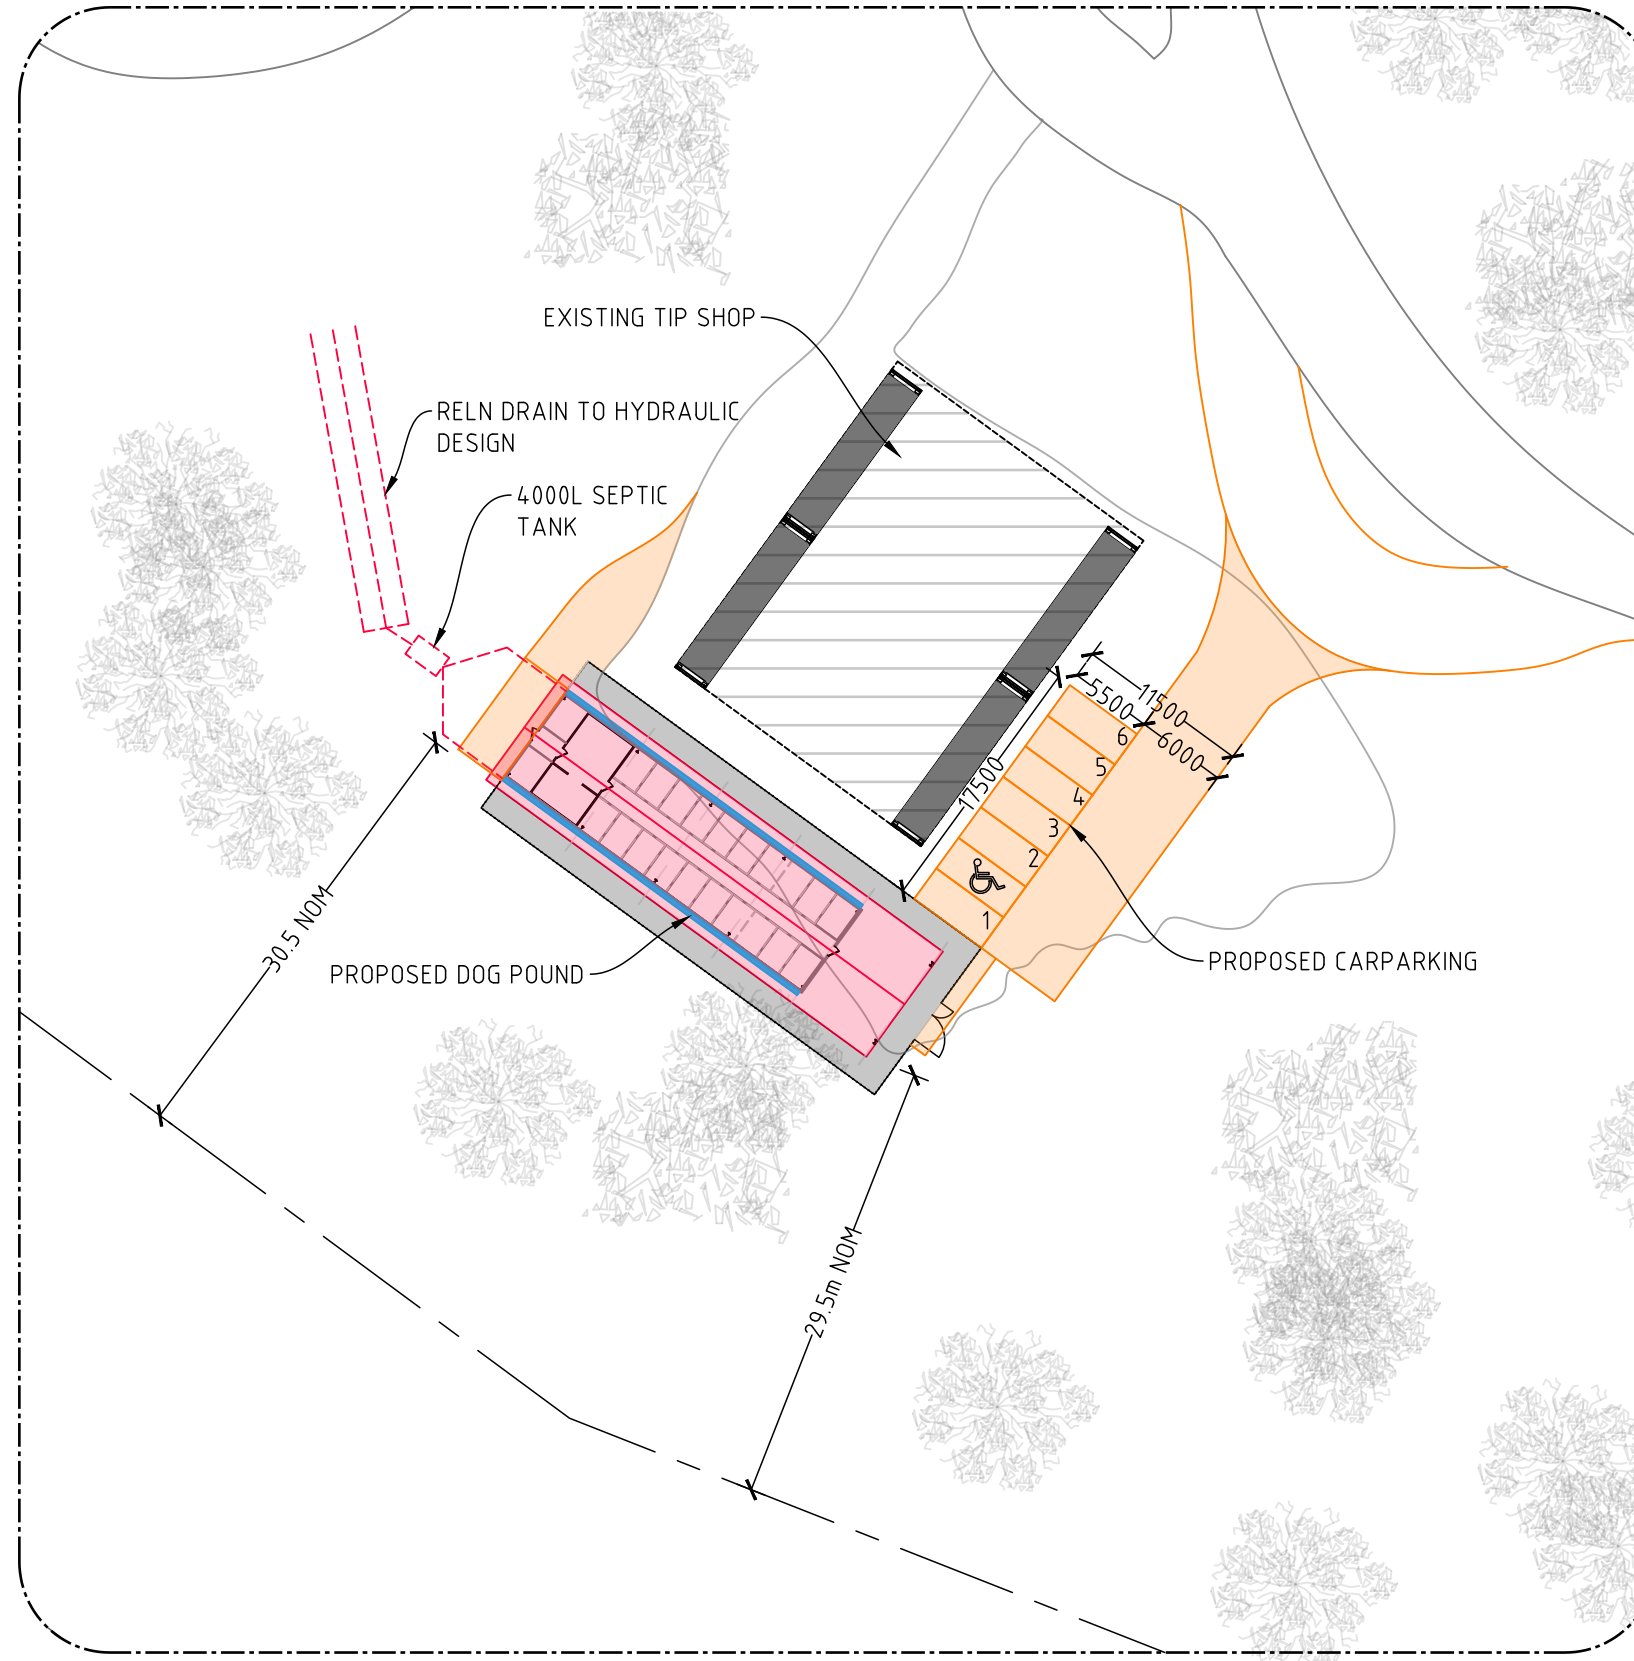 EXISTING TIP SHOP
RELN DRAIN TO HYDRAULIC
DESIGN
4000L SEPTIC
TANK
11500
5500
6000
6
5
4
3
2
1
17500
30.5 NOM
PROPOSED DOG POUND
PROPOSED CARPARKING
29.5m NOM